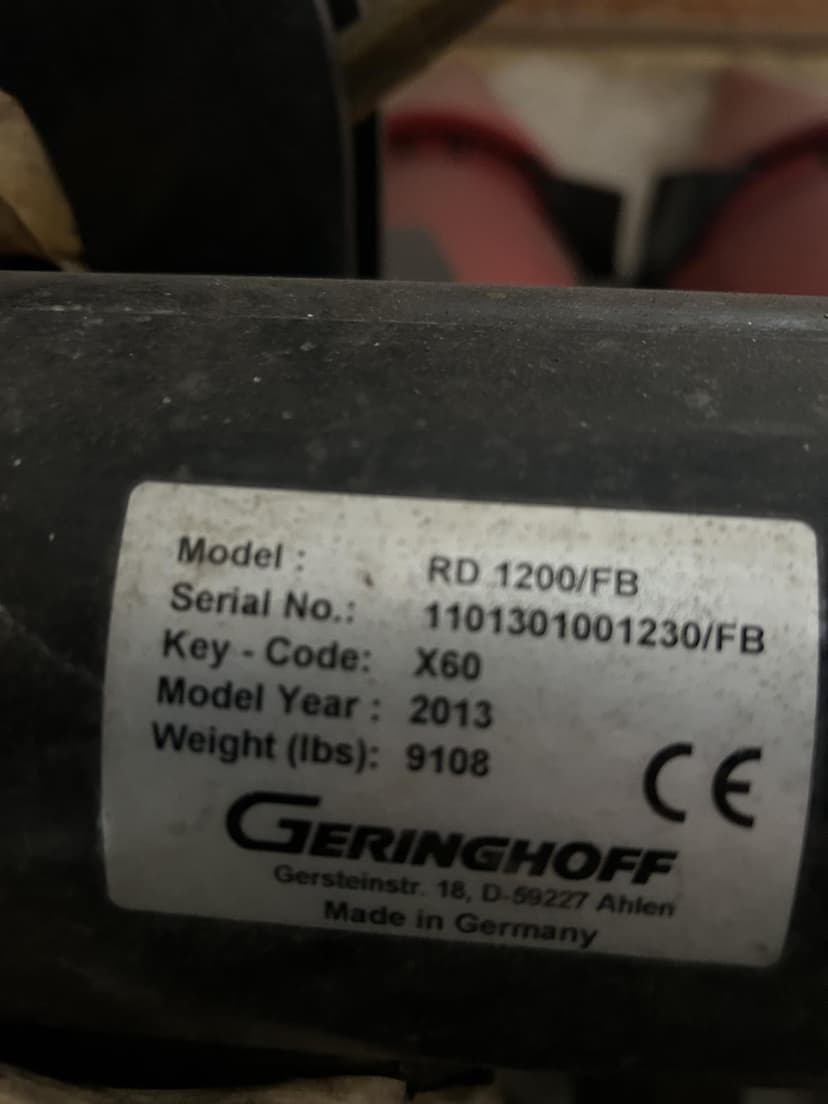 Model : RD 1200/FB
Serial No.: 1101301001230/FB
Key - Code: X60
Model Year : 2013
Weight (lbs): 9108
CE
GERINGHOFF
Gersteinstr. 18, D-59227 Ahlen
Made in Germany